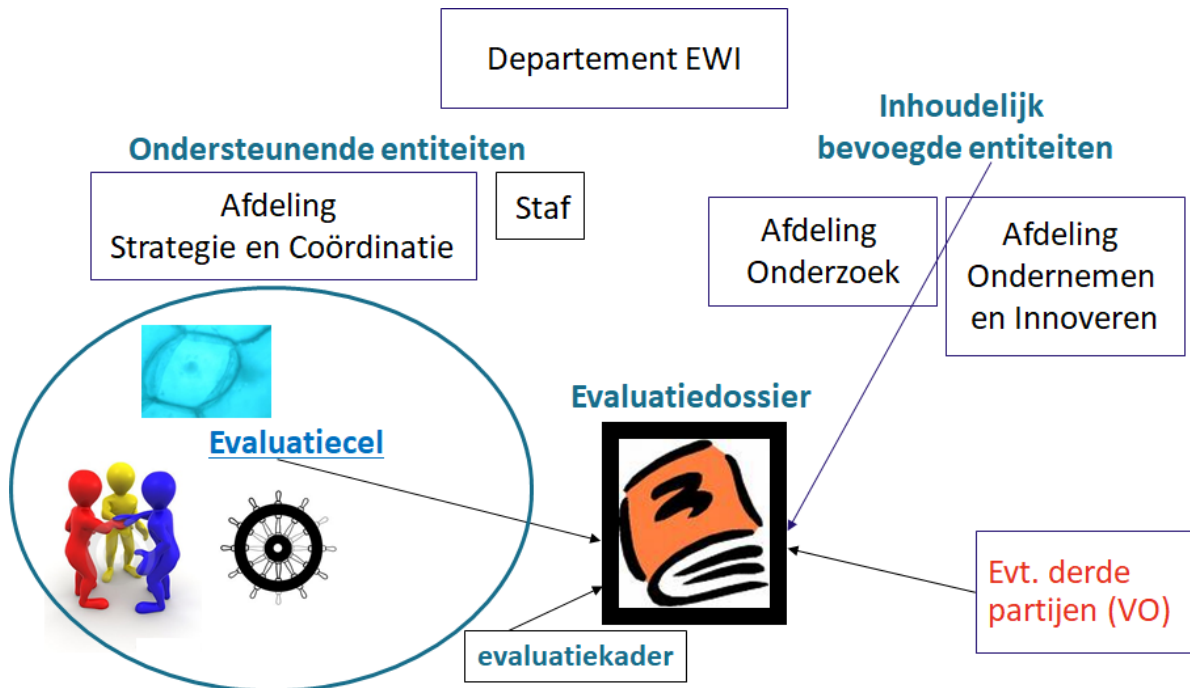 Departement EWI
Ondersteunende entiteiten
Afdeling
Strategie en Coördinatie
Staf
Inhoudelijk
bevoegde entiteiten
Afdeling
Onderzoek
Afdeling
Ondernemen
en Innoveren
Evaluatiecel
Evaluatiedossier
evaluatiekader
Evt. derde
partijen (VO)